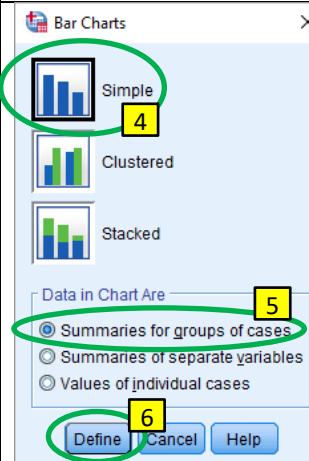 Bar Charts
Simple
4
Clustered
Stacked
Data in Chart Are
5
Summaries for groups of cases
Summaries of separate variables
Values of individual cases
6
Define Cancel Help